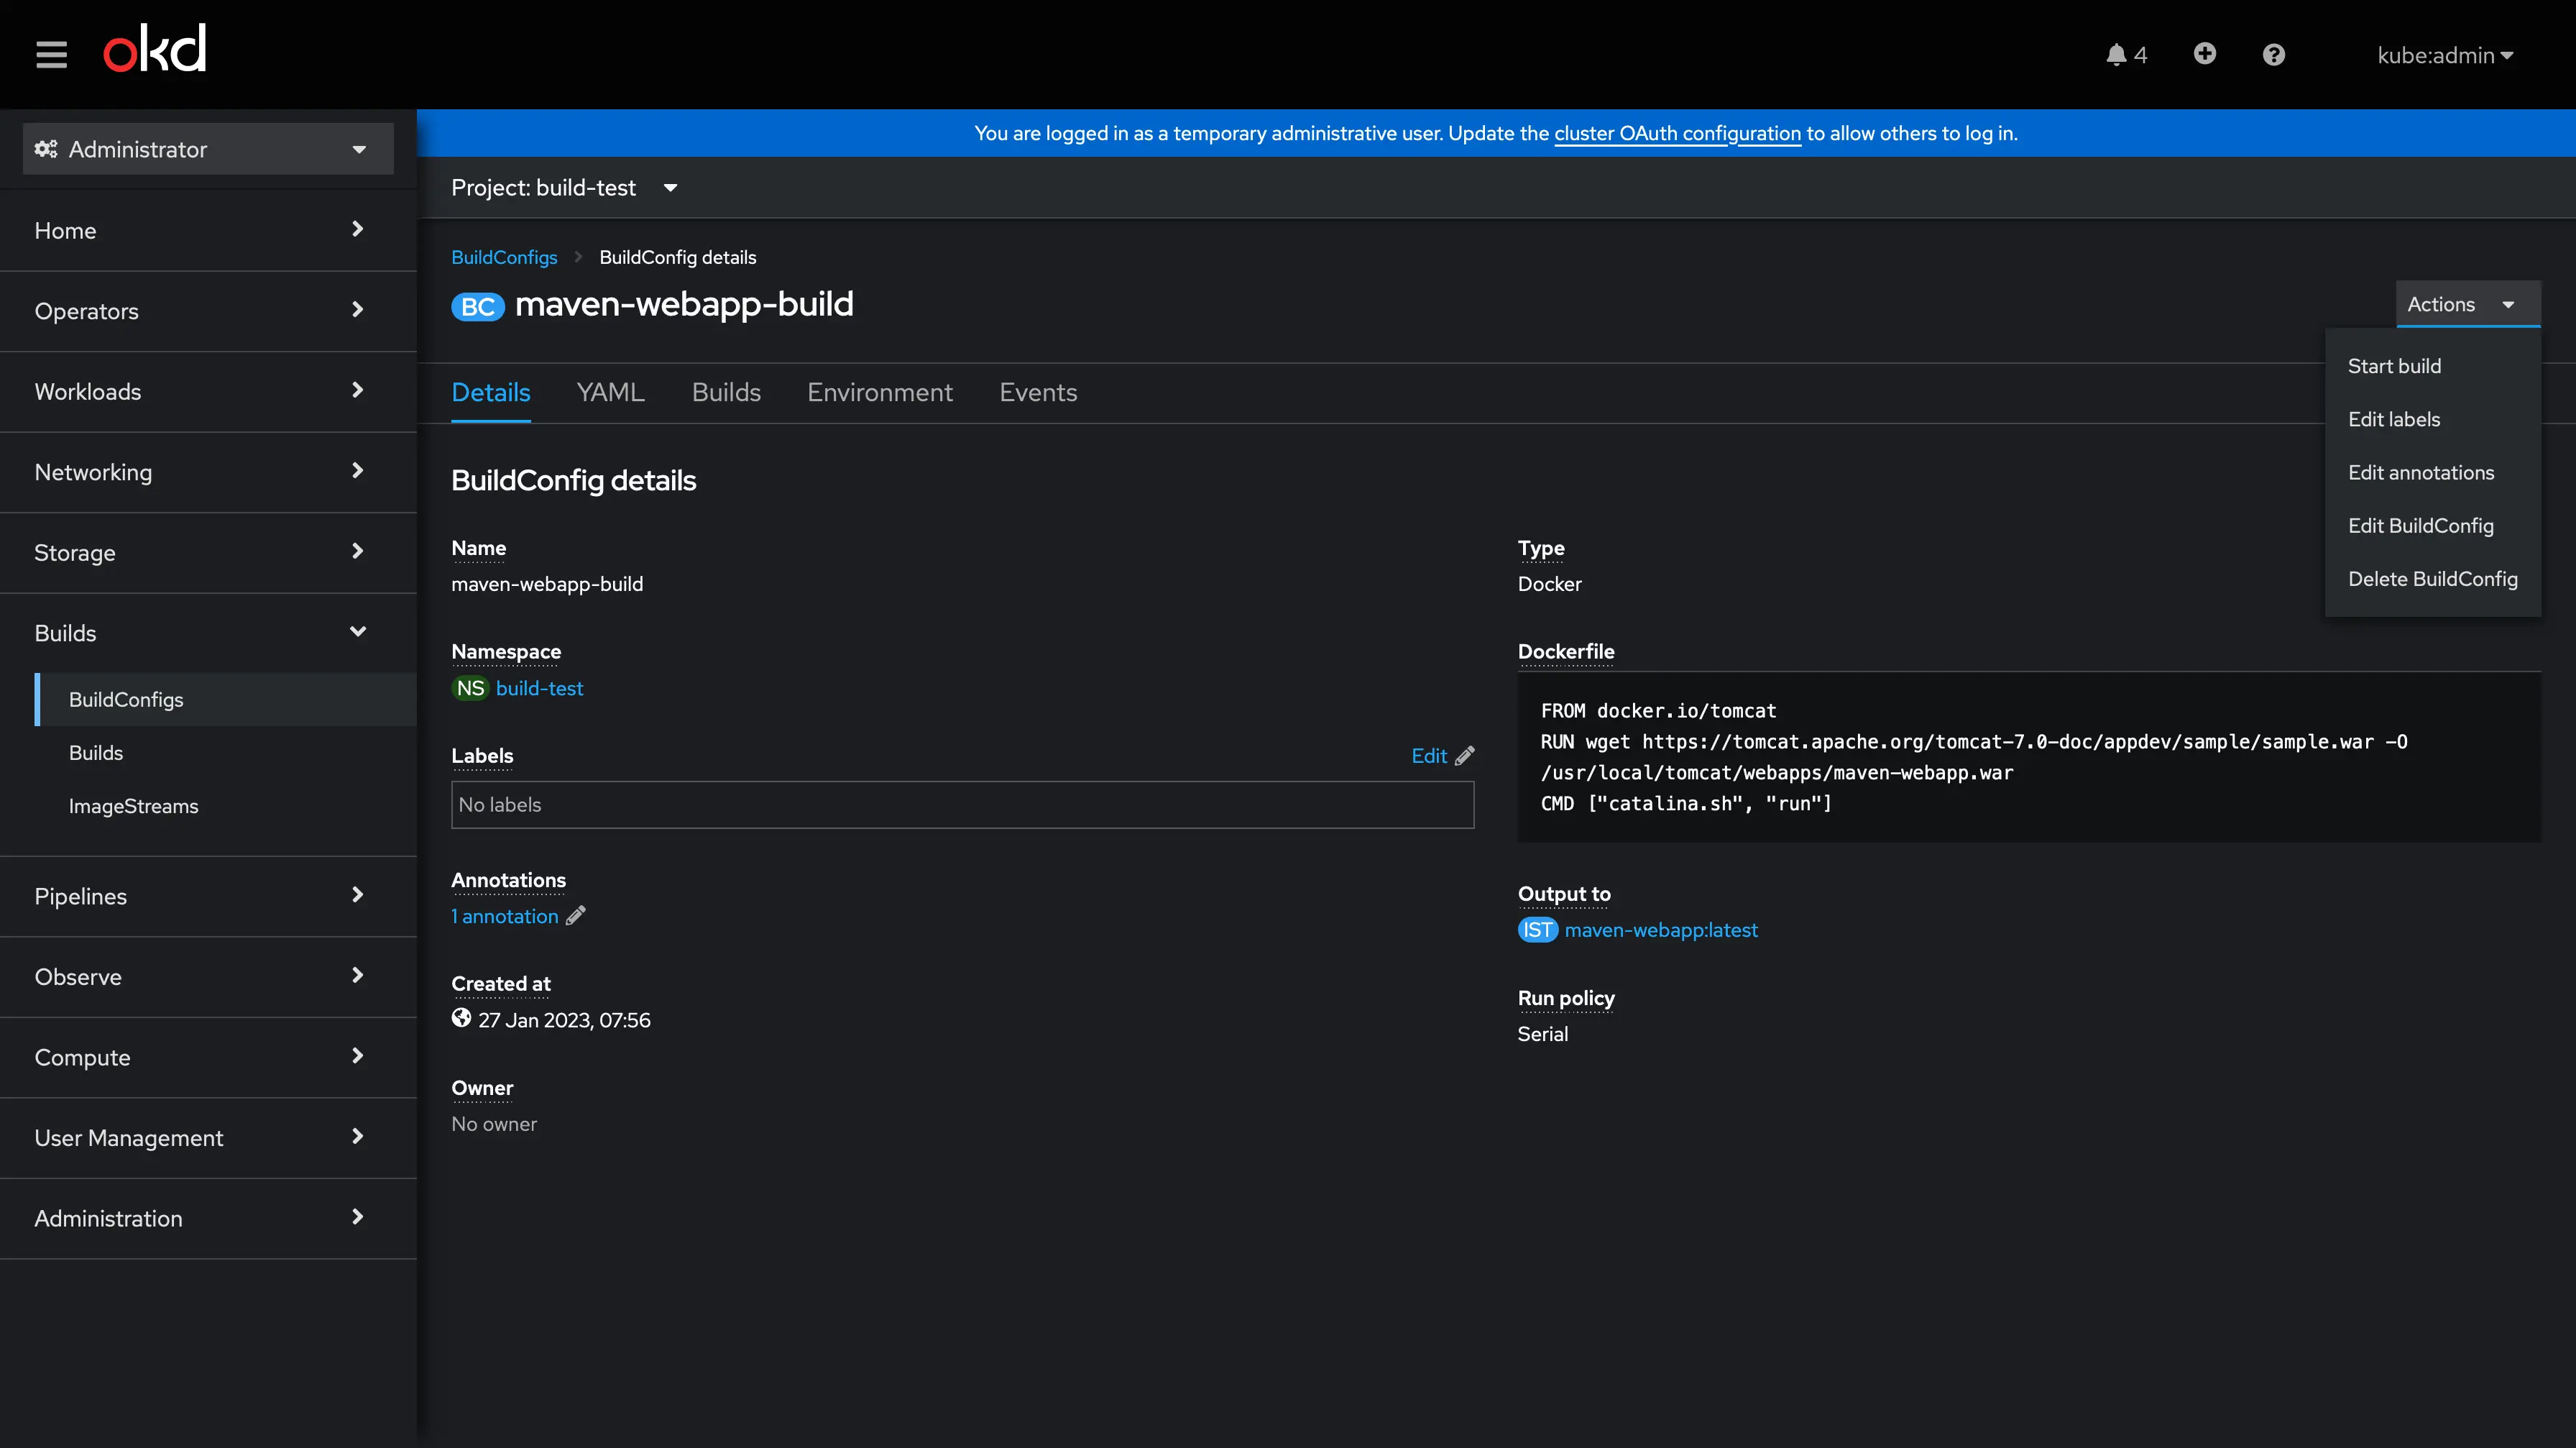 okd
4
kube:admin
Administrator
You are logged in as a temporary administrative user. Update the cluster OAuth configuration to allow others to log in.
Project: build-test
Home
Operators
Workloads
Networking
Storage
Builds
BuildConfigs
Builds
ImageStreams
Pipelines
Observe
Compute
User Management
Administration
BuildConfigs
BuildConfig details
BC maven-webapp-build
Actions
Start build
Edit labels
Edit annotations
Edit BuildConfig
Delete BuildConfig
Details
YAML
Builds
Environment
Events
BuildConfig details
Name
maven-webapp-build
Namespace
NS build-test
Labels
Edit
No labels
Annotations
1 annotation
Created at
27 Jan 2023, 07:56
Owner
No owner
Type
Docker
Dockerfile
FROM docker.io/tomcat
RUN wget https://tomcat.apache.org/tomcat-7.0-doc/appdev/sample/sample.war -O
/usr/local/tomcat/webapps/maven-webapp.war
CMD ["catalina.sh", "run"]
Output to
IST maven-webapp:latest
Run policy
Serial